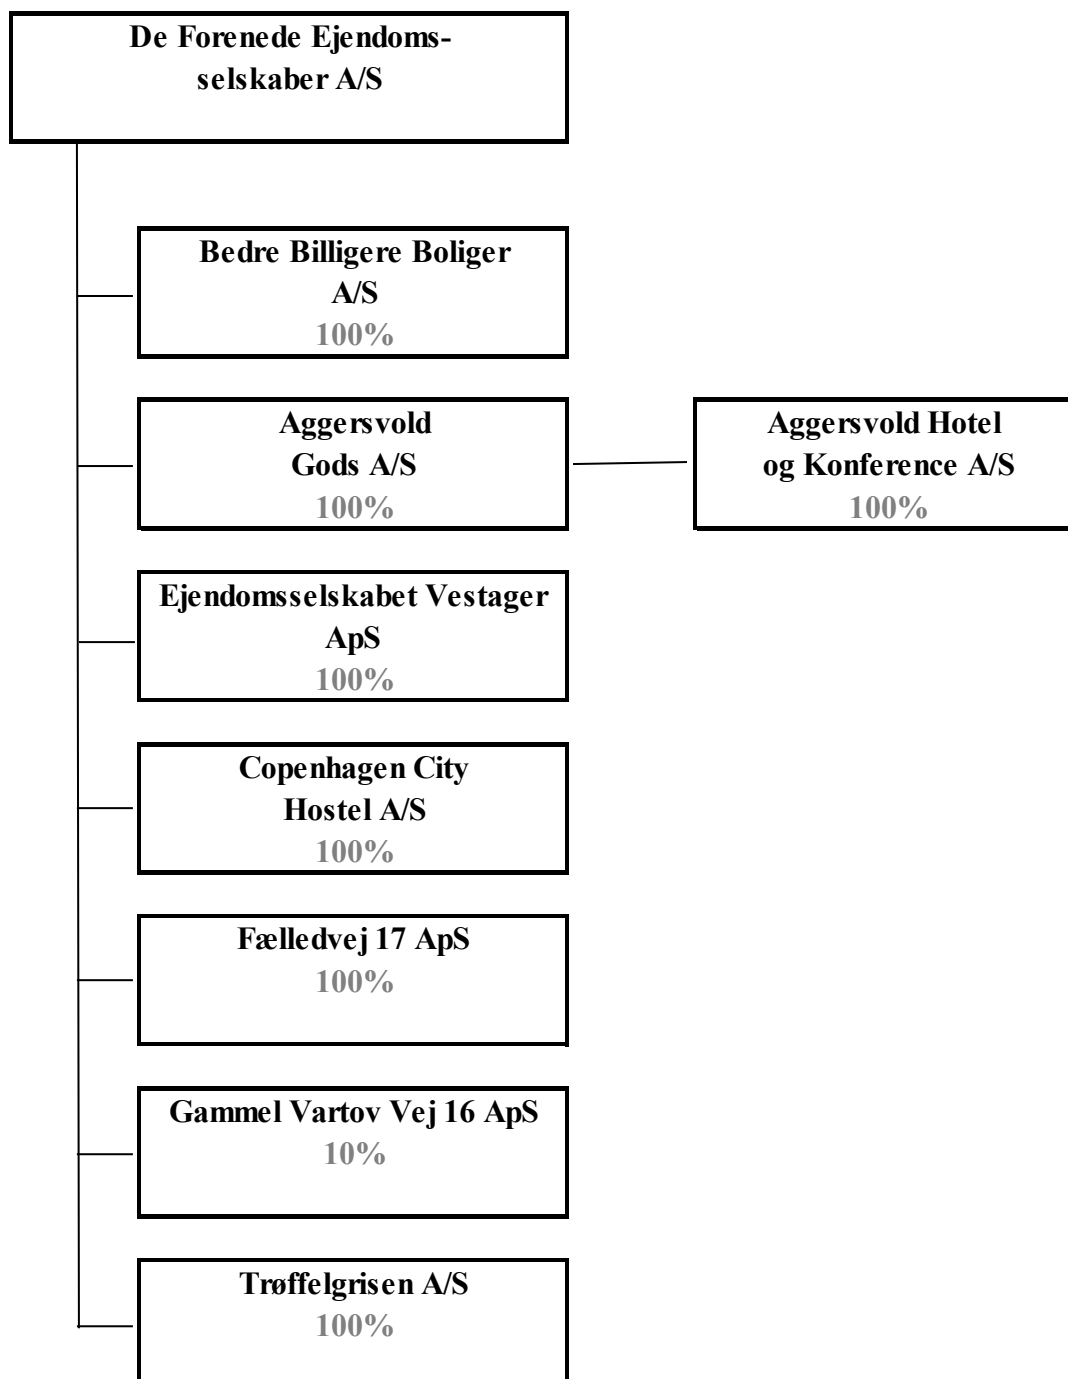 De Forenede Ejendoms-
selskaber A/S
Bedre Billigere Boliger
A/S
100%
Aggersvold
Gods A/S
100%
Aggersvold Hotel
og Konference A/S
100%
Ejendomsselskabet Vestager
ApS
100%
Copenhagen City
Hostel A/S
100%
Fælledvej 17 ApS
100%
Gammel Vartov Vej 16 ApS
10%
Trøffelgrisen A/S
100%